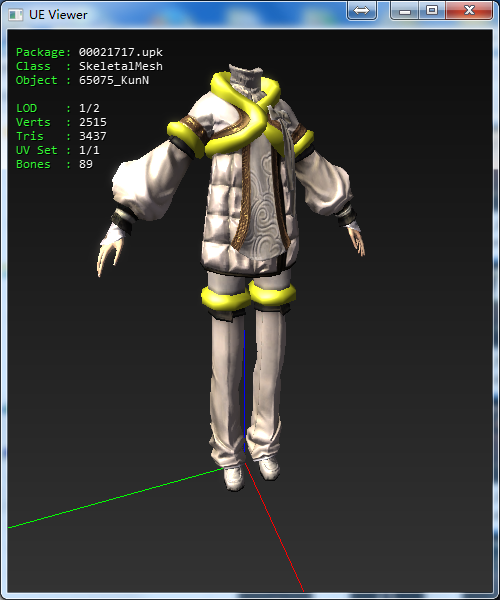 UE Viewer
Package: 00021717.upk
Class : SkeletalMesh
Object : 65075_KunN
LOD : 1/2
Verts : 2515
Tris : 3437
UV Set : 1/1
Bones : 89